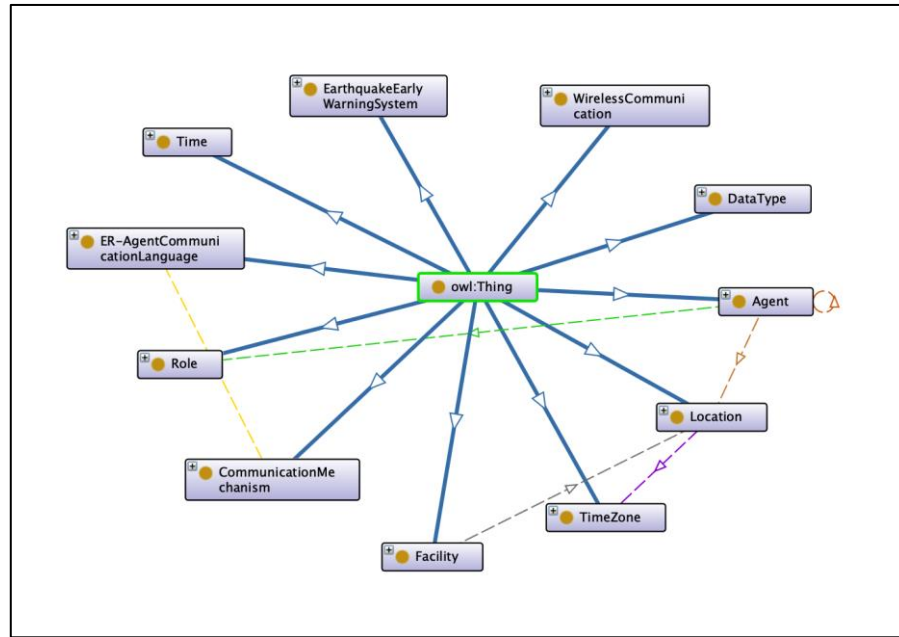 EarthquakeEarly
WarningSystem
WirelessCommuni
cation
Time
DataType
ER-AgentCommuni
cationLanguage
owl:Thing
Agent
Role
Location
CommunicationMe
chanism
TimeZone
Facility